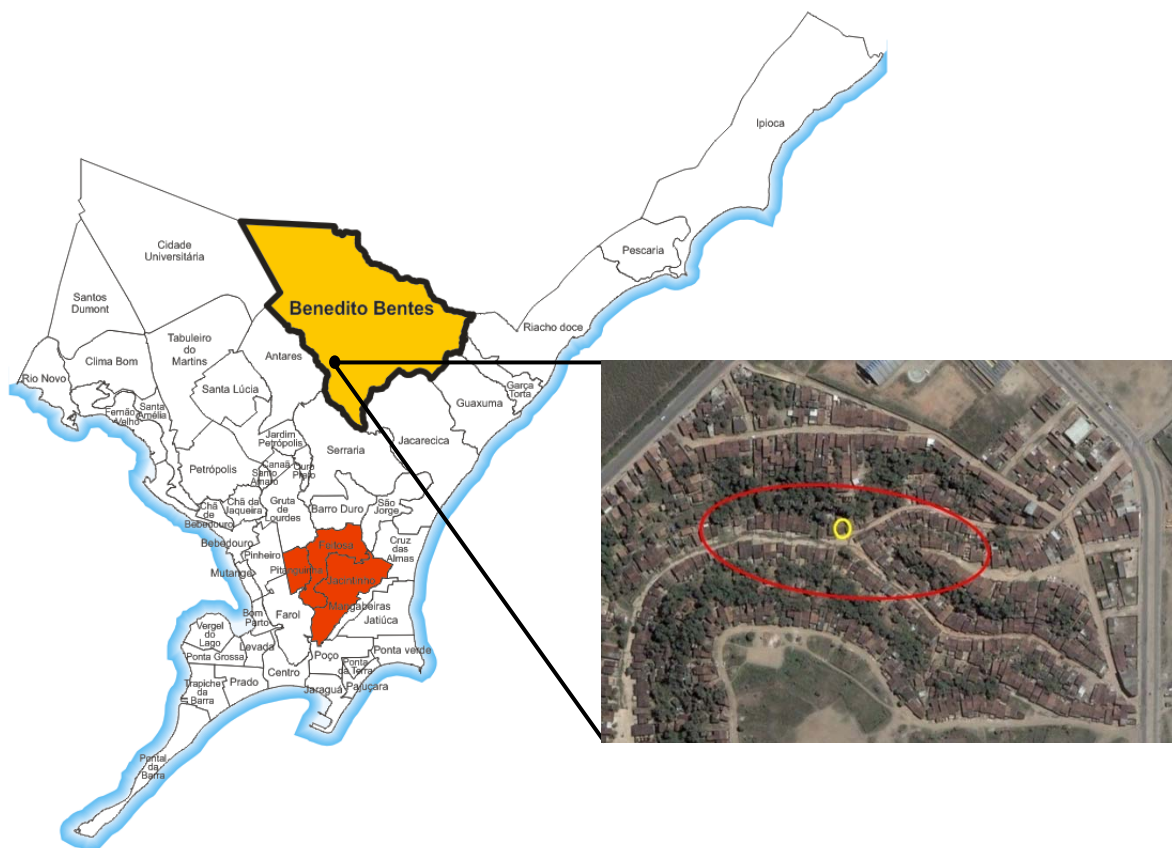 Ipioca
Pescaria
Cidade
Universitária
Santos
Dumont
Benedito Bentes
Riacho doce
Tabuleiro
do
Martins
Antares
Clima Bom
Rio Novo
Santa Lúcia
Garça
Torta
Guaxuma
Fernão
Velho
Santa
Amélia
Jardim
Petrópolis
Serraria
Jacarecica
Petrópolis
Canaã
Santo
Amaro
Ouro
Preto
Chã
de
Bebedouro
Chã da
Jaqueira
Gruta
de
Lourdes
Barro Duro
São
Jorge
Bebedouro
Pinheiro
Feitosa
Cruz
das
Almas
Mutange
Pitanguinha
Jacintinho
Mangabeiras
Bom
Parto
Farol
Jatiúca
Vergel
do
Lago
Levada
Ponta Grossa
Poço
Ponta verde
Centro
Ponta
da Terra
Trapiche
da
Barra
Prado
Jaraguá
Pajuçara
Pontal
da
Barra